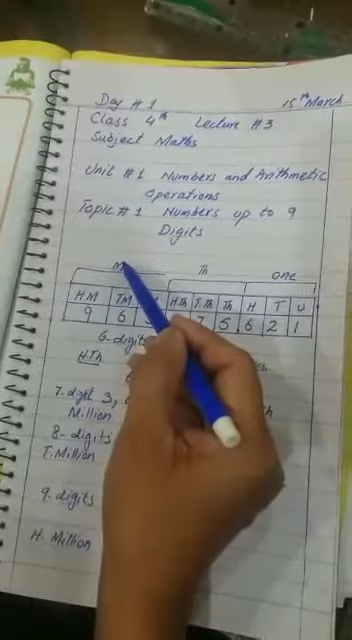 Day # 1 15th March
Class 4th Lecture # 3
Subject Maths
Unit # 1 Numbers and Arithmetic
Operations
Topic # 1 Numbers up to 9
Digits
Th one
HM TM H.Th T.Th Th H T U
9 6 7 5 6 2 1
6-digits
H.Th
7-digit 3,
Million
8-digits
T.Million
9-digits
H. Million